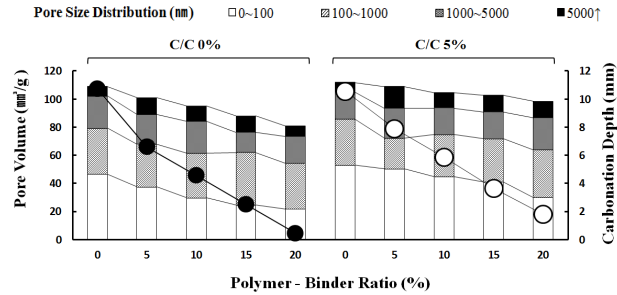 Pore Size Distribution (㎚) 0~100 100~1000 1000~5000 5000↑
C/C 0% C/C 5%
Pore Volume (㎣/g)
120 100 80 60 40 20 0
0 5 10 15 20 0 5 10 15 20
12 10 8 6 4 2 0
Carbonation Depth (mm)
Polymer - Binder Ratio (%)